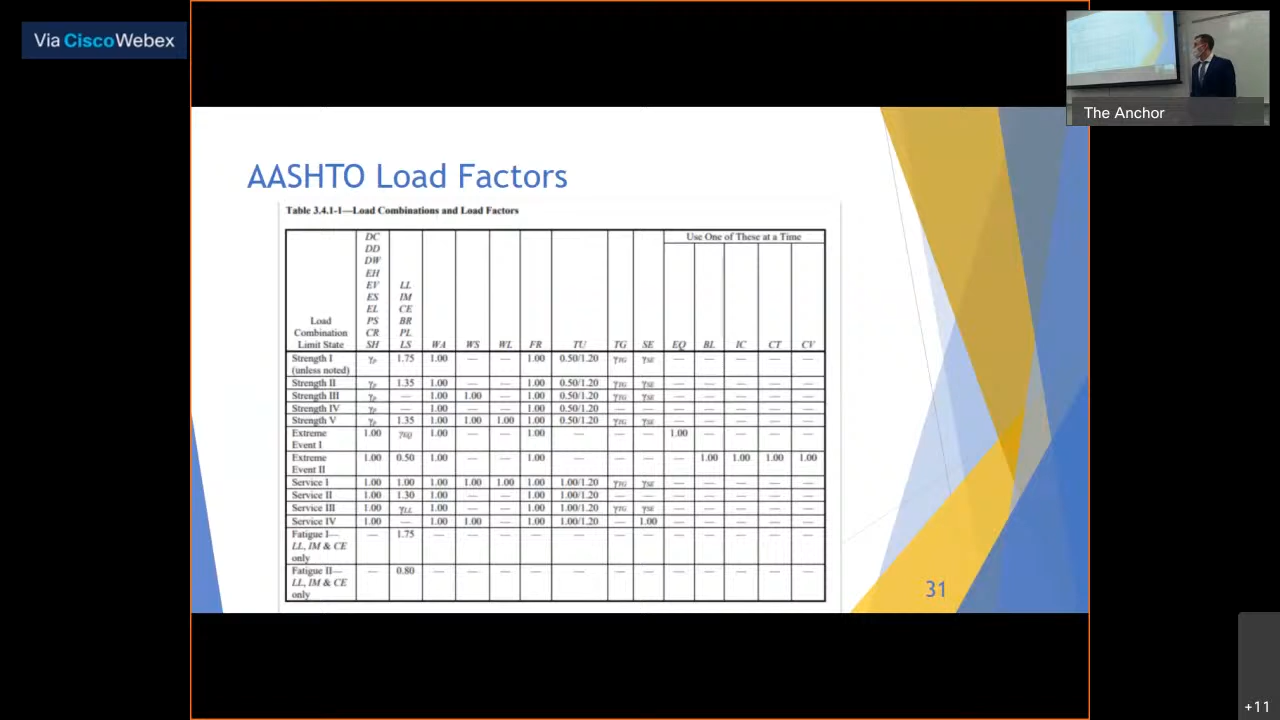 Via CiscoWebex
The Anchor
AASHTO Load Factors
Table 3.4.1-1—Load Combinations and Load Factors
Load Combination Limit State DC DD DW EH EV ES EL PS CR SH LL IM CE BR PL LS WA WS WL FR TU TG SE Use One of These at a Time EQ BL IC CT CV
Strength I (unless noted) γp 1.75 1.00 — — 1.00 0.50/1.20 γTG γSE — — — — —
Strength II γp 1.35 1.00 — — 1.00 0.50/1.20 γTG γSE — — — — —
Strength III γp — 1.00 1.00 — 1.00 0.50/1.20 γTG γSE — — — — —
Strength IV γp — 1.00 — — 1.00 0.50/1.20 — — — — — — —
Strength V γp 1.35 1.00 1.00 1.00 1.00 0.50/1.20 γTG γSE — — — — —
Extreme Event I 1.00 γEQ 1.00 — — 1.00 — — — 1.00 — — — —
Extreme Event II 1.00 0.50 1.00 — — 1.00 — — — — 1.00 1.00 1.00 1.00
Service I 1.00 1.00 1.00 1.00 1.00 1.00 1.00/1.20 γTG γSE — — — — —
Service II 1.00 1.30 1.00 — — 1.00 1.00/1.20 — — — — — — —
Service III 1.00 γLL 1.00 — — 1.00 1.00/1.20 γTG γSE — — — — —
Service IV 1.00 — 1.00 1.00 — 1.00 1.00/1.20 — 1.00 — — — — —
Fatigue I— LL, IM & CE only — 1.75 — — — — — — — — — — — —
Fatigue II— LL, IM & CE only — 0.80 — — — — — — — — — — — —
31
+11